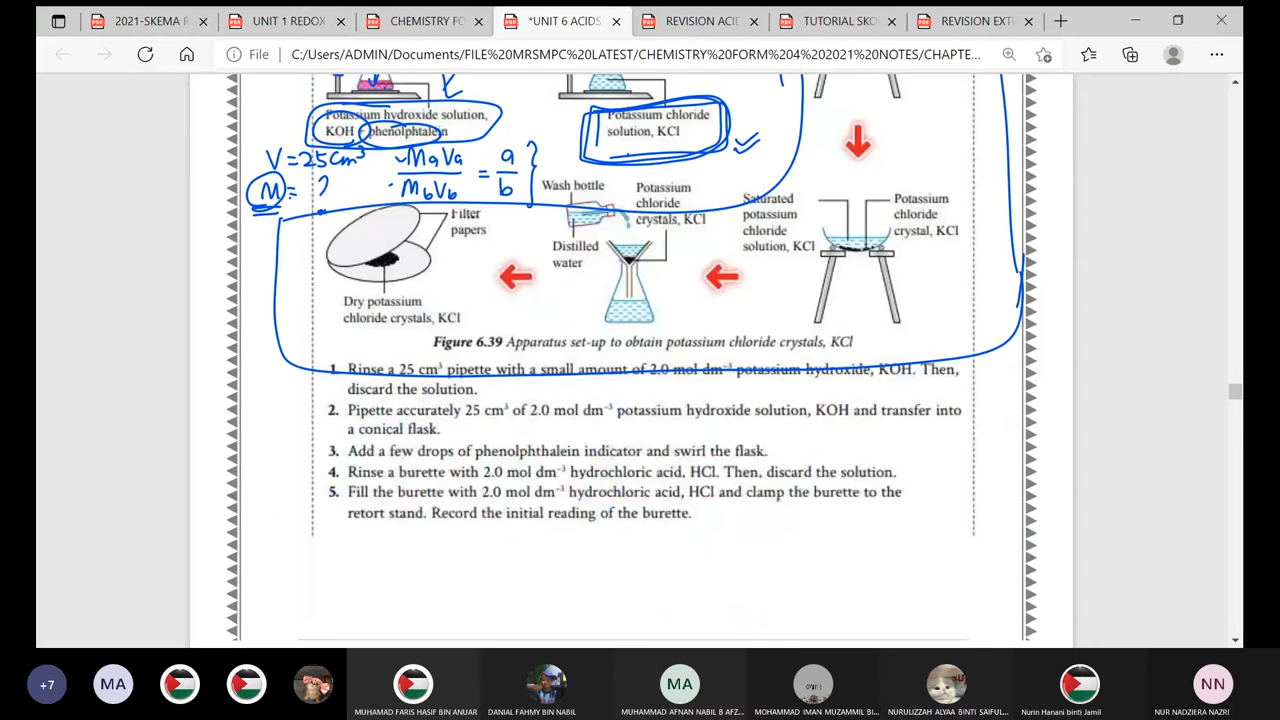 2021-SKEMA R
UNIT 1 REDOX
CHEMISTRY FO
*UNIT 6 ACIDS
REVISION ACID
TUTORIAL SKO
REVISION EXT
File
C:/Users/ADMIN/Documents/FILE%20MRSMPC%20LATEST/CHEMISTRY%20FORM%204%202021%20NOTES/CHAPTE...
Potassium hydroxide solution,
KOH + phenolphtalein
Potassium chloride
solution, KCl
V = 25cm³
M = ?
MaVa / MbVb = a / b
Wash bottle
Potassium
chloride
crystals, KCl
Distilled
water
Saturated
potassium
chloride
solution, KCl
Potassium
chloride
crystal, KCl
Filter
papers
Dry potassium
chloride crystals, KCl
Figure 6.39 Apparatus set-up to obtain potassium chloride crystals, KCl
1. Rinse a 25 cm³ pipette with a small amount of 2.0 mol dm⁻³ potassium hydroxide, KOH. Then,
discard the solution.
2. Pipette accurately 25 cm³ of 2.0 mol dm⁻³ potassium hydroxide solution, KOH and transfer into
a conical flask.
3. Add a few drops of phenolphthalein indicator and swirl the flask.
4. Rinse a burette with 2.0 mol dm⁻³ hydrochloric acid, HCl. Then, discard the solution.
5. Fill the burette with 2.0 mol dm⁻³ hydrochloric acid, HCl and clamp the burette to the
retort stand. Record the initial reading of the burette.
+7
MA
MUHAMAD FARIS HASIF BIN ANUAR
DANIAL FAHMY BIN NABIL
MA
MUHAMMAD AFNAN NABIL B AFZ...
MOHAMMAD IMAN MUZAMMIL BI...
NURULIZZAH ALYAA BINTI SAIFUL...
Nurin Hanani binti Jamil
NN
NUR NADZIERA NAZRI